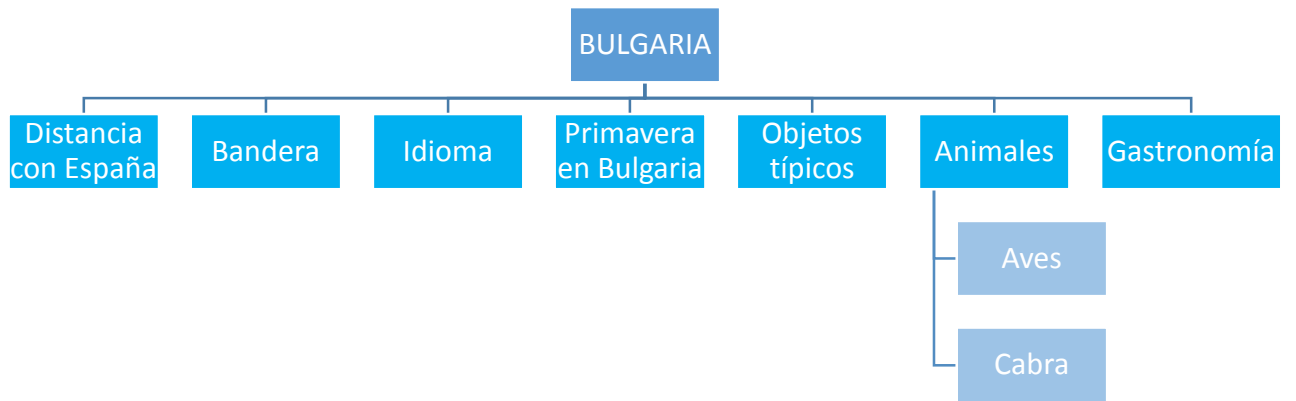 BULGARIA
Distancia
con España
Bandera
Idioma
Primavera
en Bulgaria
Objetos
típicos
Animales
Gastronomía
Aves
Cabra